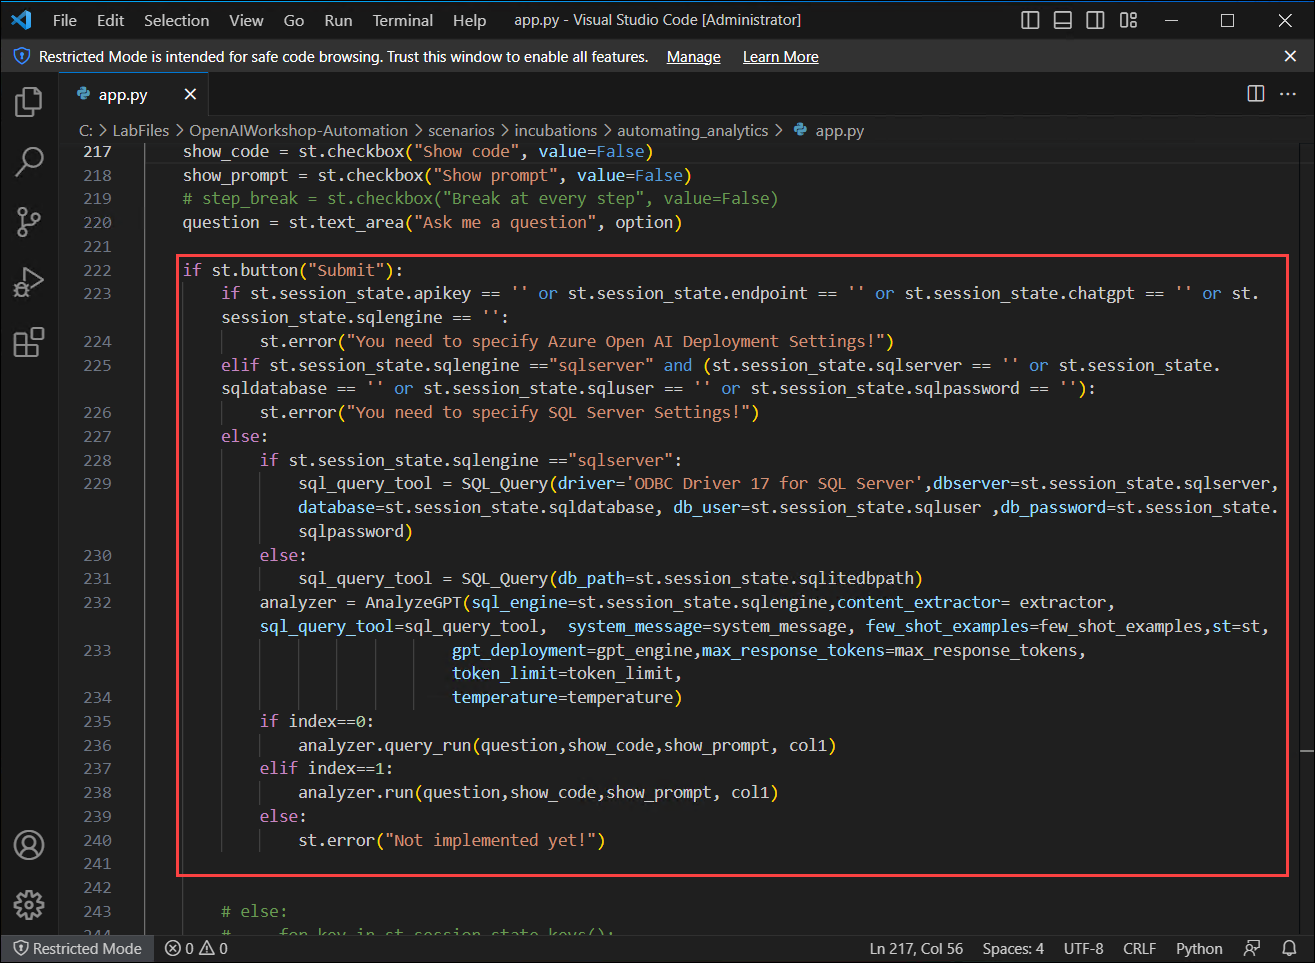 File Edit Selection View Go Run Terminal Help app.py - Visual Studio Code [Administrator]
Restricted Mode is intended for safe code browsing. Trust this window to enable all features. Manage Learn More
app.py
C: > LabFiles > OpenAIWorkshop-Automation > scenarios > incubations > automating_analytics > app.py
217 show_code = st.checkbox("Show code", value=False)
218 show_prompt = st.checkbox("Show prompt", value=False)
219 # step_break = st.checkbox("Break at every step", value=False)
220 question = st.text_area("Ask me a question", option)
221
222 if st.button("Submit"):
223 if st.session_state.apikey == '' or st.session_state.endpoint == '' or st.session_state.chatgpt == '' or st.
session_state.sqlengine == '':
224 st.error("You need to specify Azure Open AI Deployment Settings!")
225 elif st.session_state.sqlengine =="sqlserver" and (st.session_state.sqlserver == '' or st.session_state.
sqldatabase == '' or st.session_state.sqluser == '' or st.session_state.sqlpassword == ''):
226 st.error("You need to specify SQL Server Settings!")
227 else:
228 if st.session_state.sqlengine =="sqlserver":
229 sql_query_tool = SQL_Query(driver='ODBC Driver 17 for SQL Server',dbserver=st.session_state.sqlserver,
database=st.session_state.sqldatabase, db_user=st.session_state.sqluser ,db_password=st.session_state.
sqlpassword)
230 else:
231 sql_query_tool = SQL_Query(db_path=st.session_state.sqlitedbpath)
232 analyzer = AnalyzeGPT(sql_engine=st.session_state.sqlengine,content_extractor= extractor,
sql_query_tool=sql_query_tool, system_message=system_message, few_shot_examples=few_shot_examples,st=st,
233 gpt_deployment=gpt_engine,max_response_tokens=max_response_tokens,
token_limit=token_limit,
234 temperature=temperature)
235 if index==0:
236 analyzer.query_run(question,show_code,show_prompt, col1)
237 elif index==1:
238 analyzer.run(question,show_code,show_prompt, col1)
239 else:
240 st.error("Not implemented yet!")
241
242
243 # else:
244 # for key in st.session_state.keys():
Restricted Mode 0 0 Ln 217, Col 56 Spaces: 4 UTF-8 CRLF Python